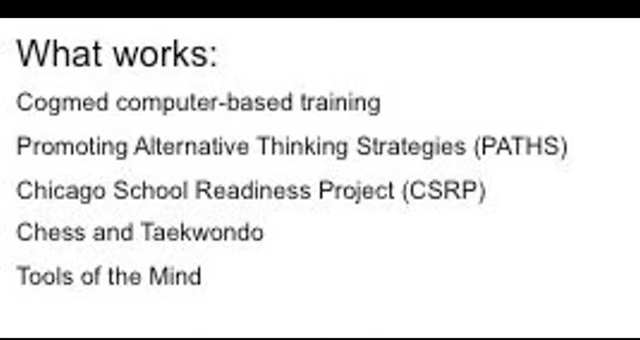 What works:
Cogmed computer-based training
Promoting Alternative Thinking Strategies (PATHS)
Chicago School Readiness Project (CSRP)
Chess and Taekwondo
Tools of the Mind